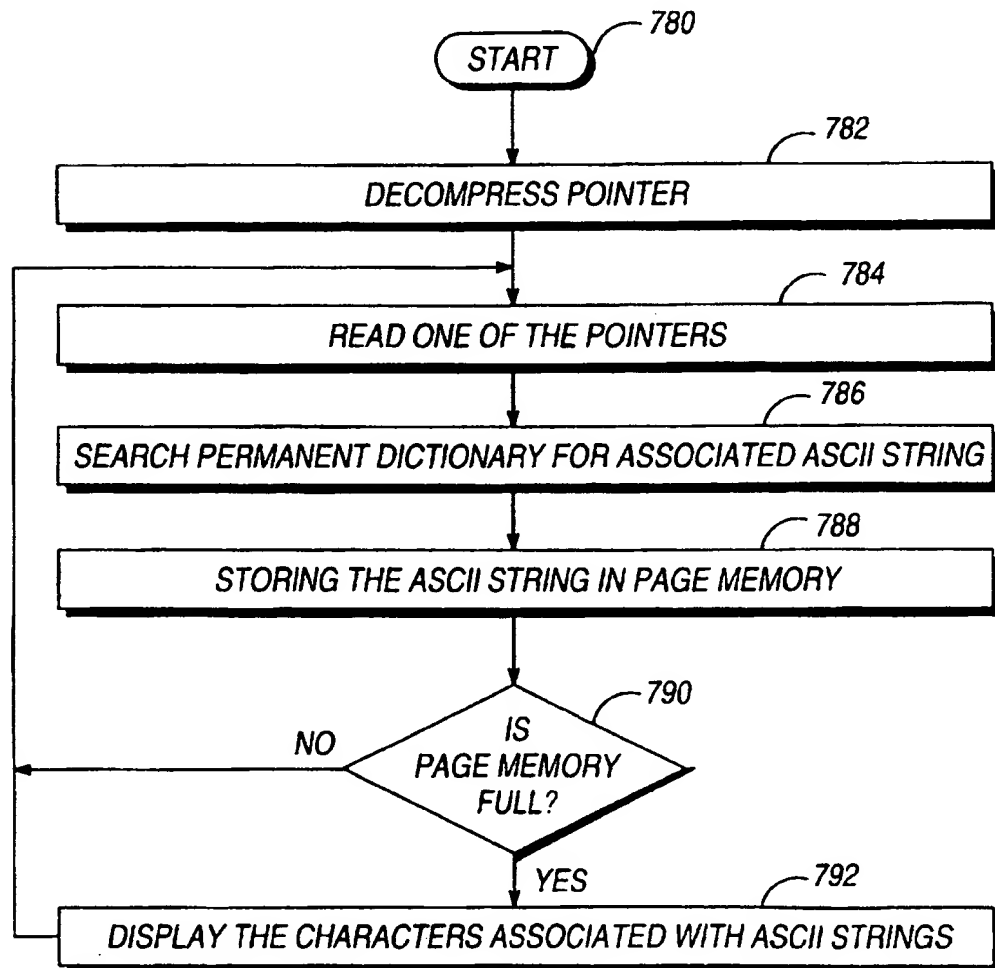 780
START
782
DECOMPRESS POINTER
784
READ ONE OF THE POINTERS
786
SEARCH PERMANENT DICTIONARY FOR ASSOCIATED ASCII STRING
788
STORING THE ASCII STRING IN PAGE MEMORY
790
NO
IS
PAGE MEMORY
FULL?
YES
792
DISPLAY THE CHARACTERS ASSOCIATED WITH ASCII STRINGS